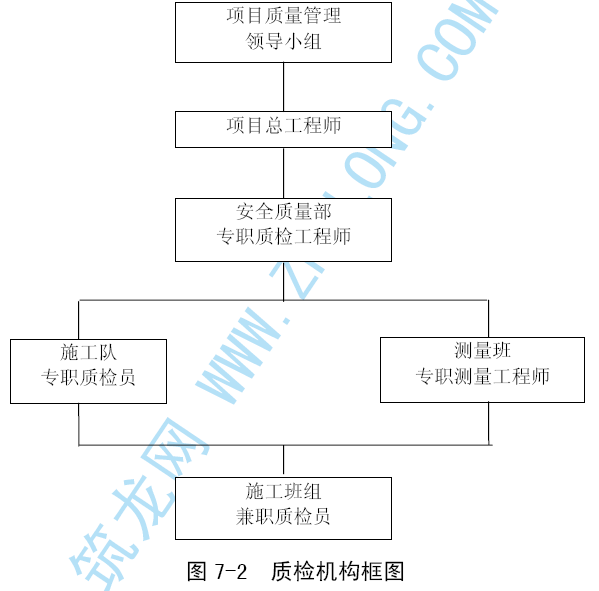 项目质量管理
领导小组
项目总工程师
安全质量部
专职质检工程师
施工队
专职质检员
测量班
专职测量工程师
施工班组
兼职质检员
图 7-2 质检机构框图
筑龙网 WWW.ZHULONG.COM